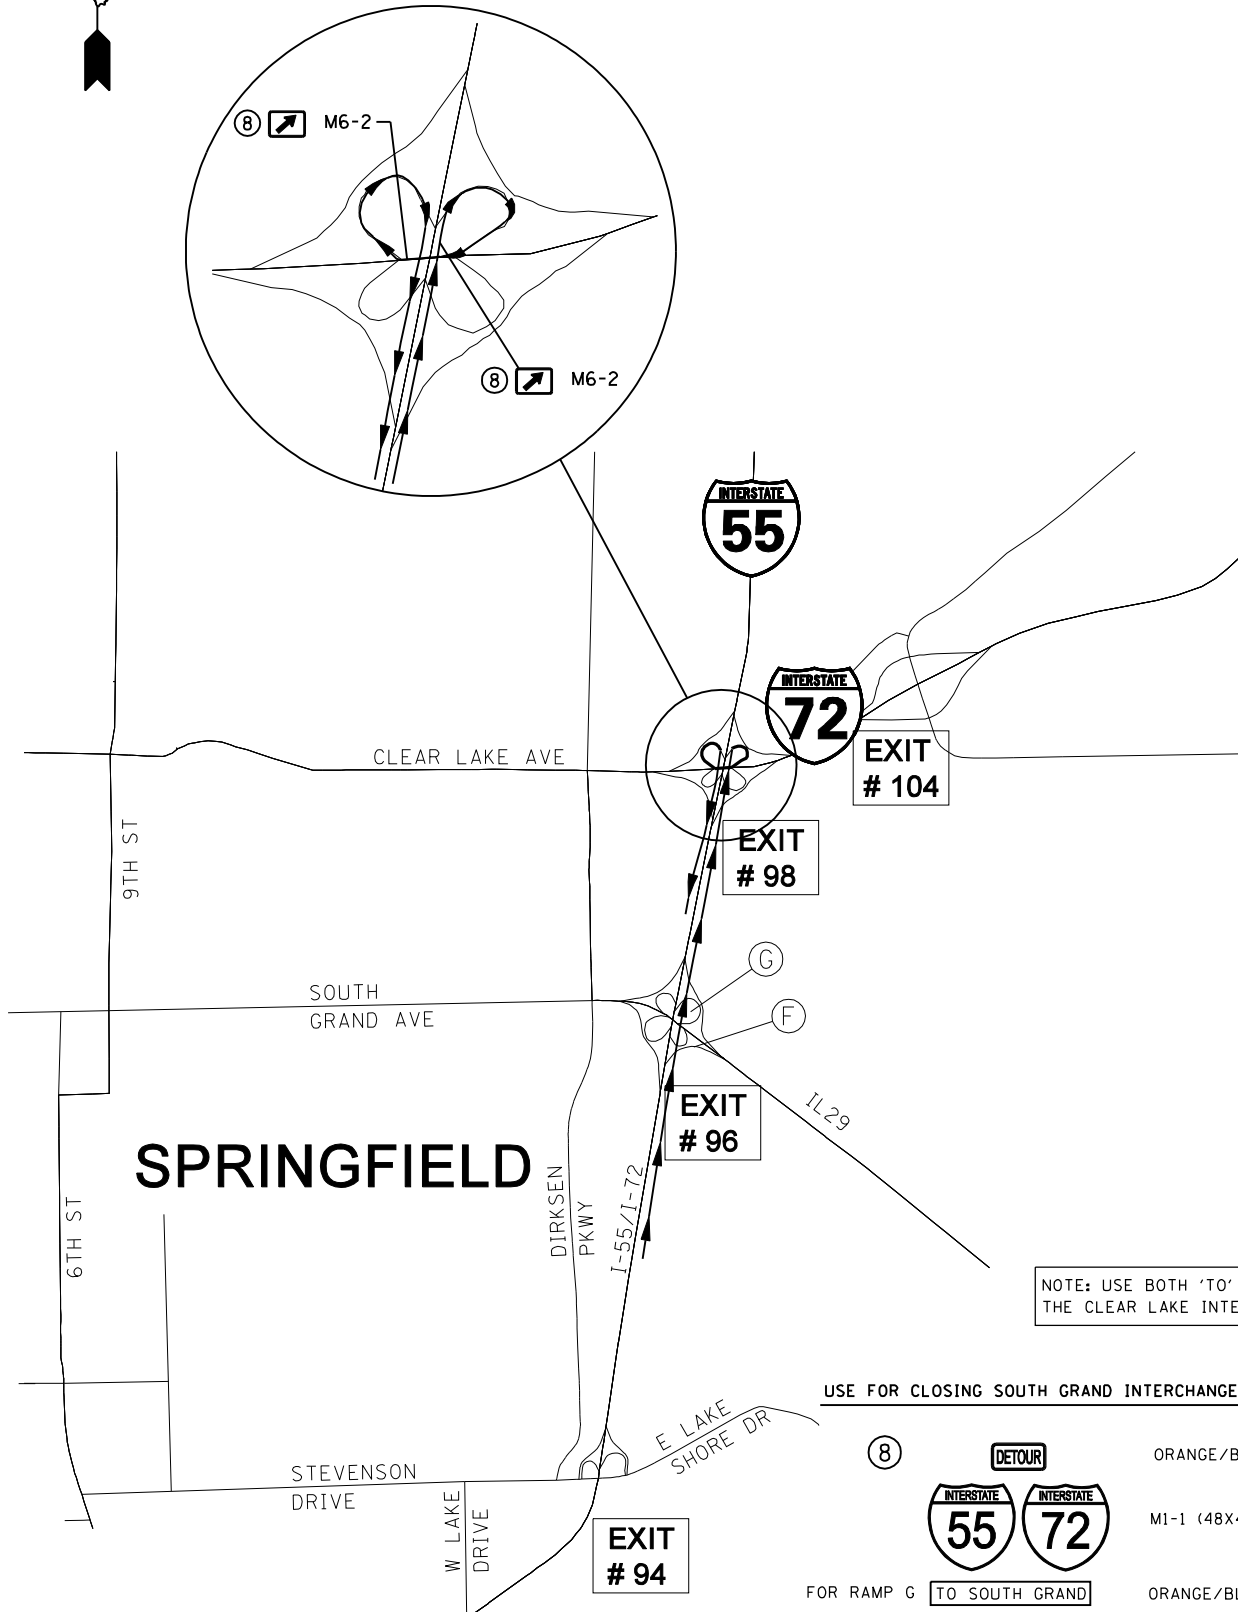 8 M6-2
8 M6-2
INTERSTATE
55
INTERSTATE
72
EXIT
# 104
CLEAR LAKE AVE
EXIT
# 98
9TH ST
G
SOUTH
GRAND AVE
F
EXIT
# 96
IL29
SPRINGFIELD
DIRKSEN
PKWY
I-55/I-72
6TH ST
NOTE: USE BOTH 'TO'
THE CLEAR LAKE INTE
USE FOR CLOSING SOUTH GRAND INTERCHANGE
E LAKE
SHORE DR
8 DETOUR ORANGE/B
STEVENSON
DRIVE
W LAKE
DRIVE
INTERSTATE INTERSTATE
55 72 M1-1 (48X4
EXIT
# 94
FOR RAMP G TO SOUTH GRAND ORANGE/BL